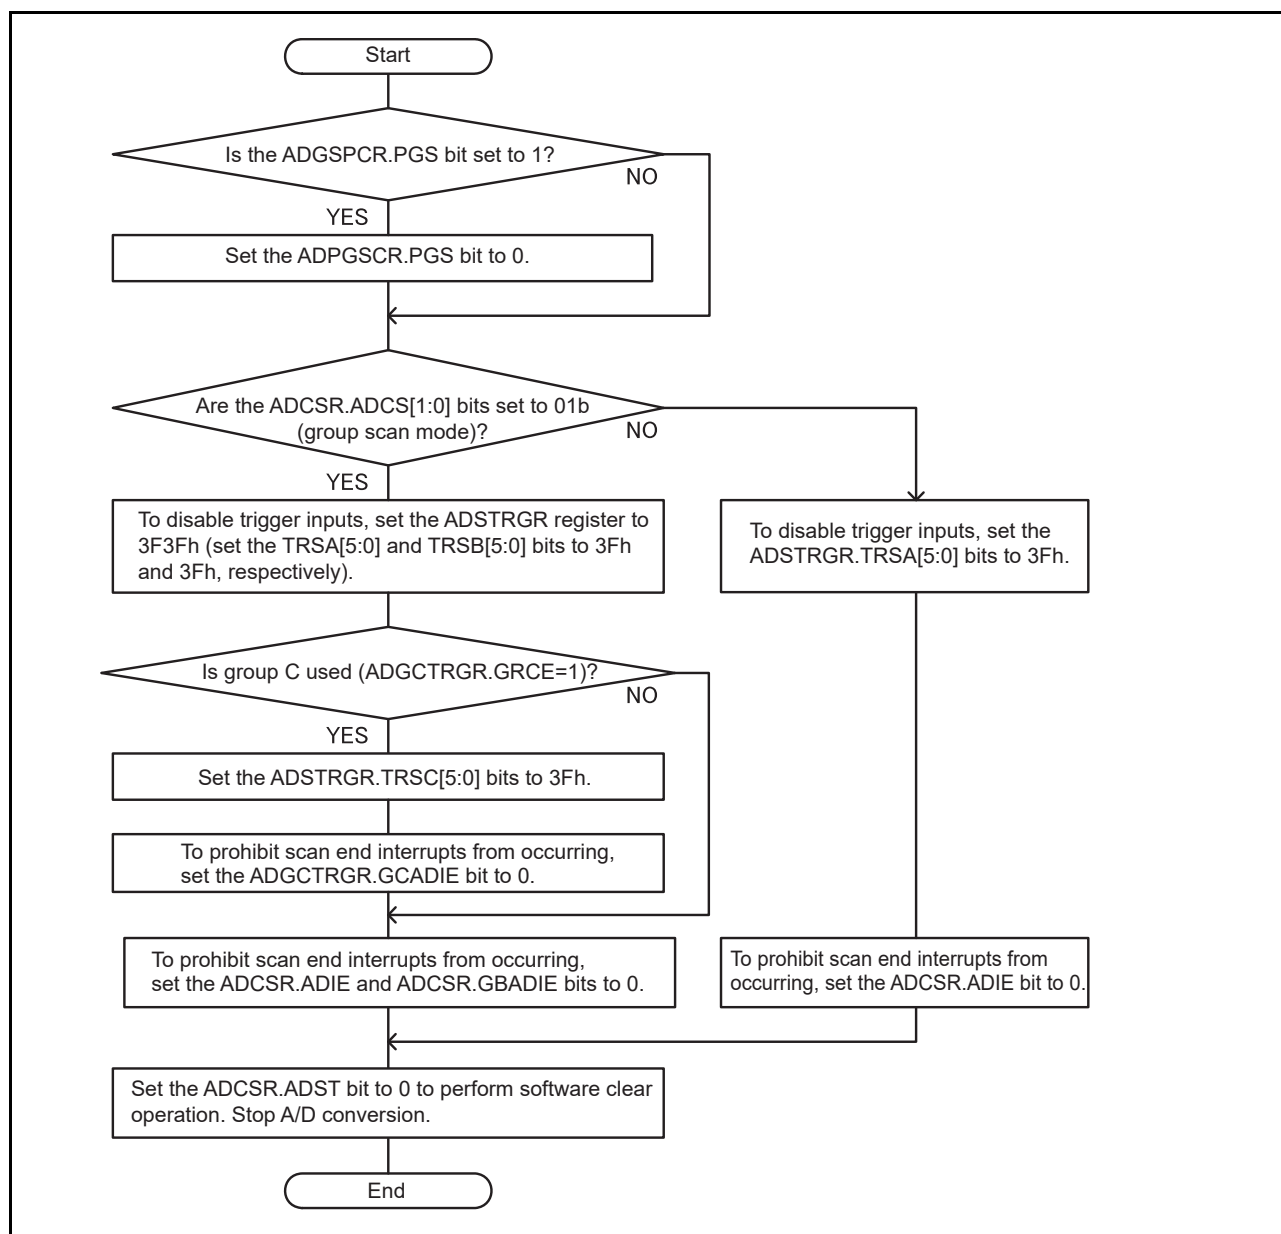 Start
Is the ADGSPCR.PGS bit set to 1?
NO
YES
Set the ADPGSCR.PGS bit to 0.
Are the ADCSR.ADCS[1:0] bits set to 01b
(group scan mode)?
NO
YES
To disable trigger inputs, set the ADSTRGR register to
3F3Fh (set the TRSA[5:0] and TRSB[5:0] bits to 3Fh
and 3Fh, respectively).
To disable trigger inputs, set the
ADSTRGR.TRSA[5:0] bits to 3Fh.
Is group C used (ADGCTRGR.GRCE=1)?
NO
YES
Set the ADSTRGR.TRSC[5:0] bits to 3Fh.
To prohibit scan end interrupts from occurring,
set the ADGCTRGR.GCADIE bit to 0.
To prohibit scan end interrupts from occurring,
set the ADCSR.ADIE and ADCSR.GBADIE bits to 0.
To prohibit scan end interrupts from
occurring, set the ADCSR.ADIE bit to 0.
Set the ADCSR.ADST bit to 0 to perform software clear
operation. Stop A/D conversion.
End